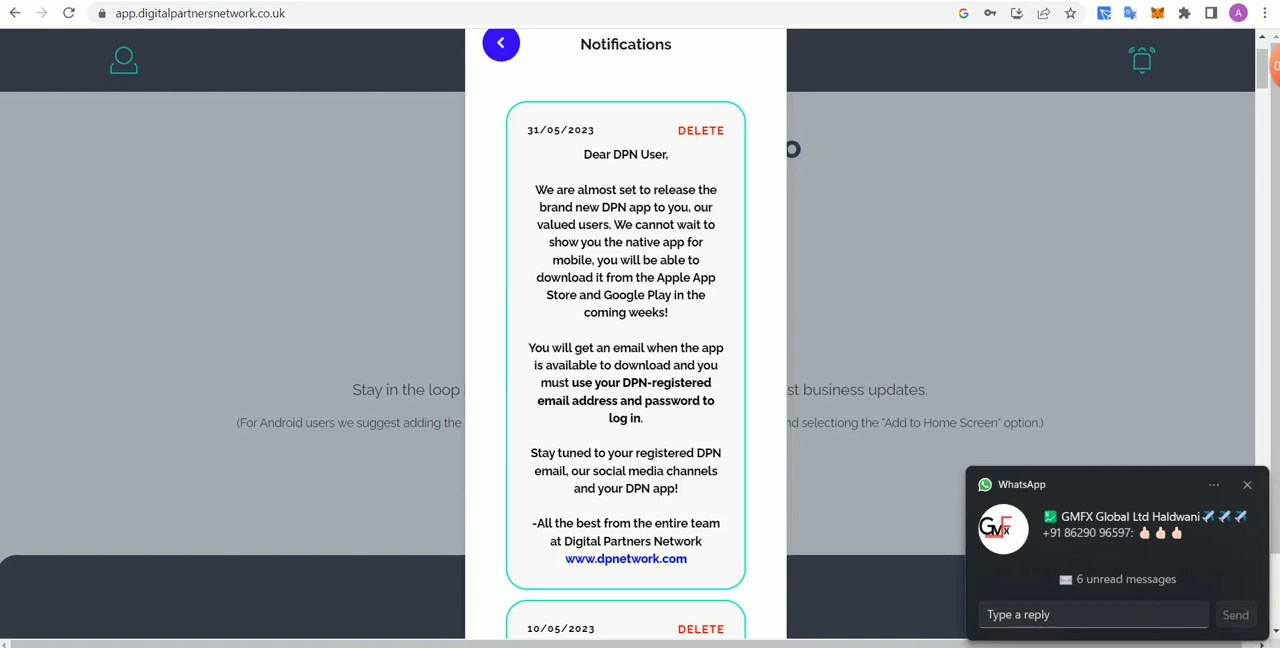 app.digitalpartnersnetwork.co.uk
A
Notifications
31/05/2023
DELETE
Dear DPN User,
We are almost set to release the
brand new DPN app to you, our
valued users. We cannot wait to
show you the native app for
mobile, you will be able to
download it from the Apple App
Store and Google Play in the
coming weeks!
You will get an email when the app
is available to download and you
must use your DPN-registered
email address and password to
log in.
Stay tuned to your registered DPN
email, our social media channels
and your DPN app!
-All the best from the entire team
at Digital Partners Network
www.dpnetwork.com
10/05/2023
DELETE
Stay in the loop
st business updates.
(For Android users we suggest adding the
nd selectiong the "Add to Home Screen" option.)
WhatsApp
GMFX
💹 GMFX Global Ltd Haldwani✈️✈️✈️
+91 86290 96597: 👍🏻👍🏻👍🏻
6 unread messages
Type a reply
Send